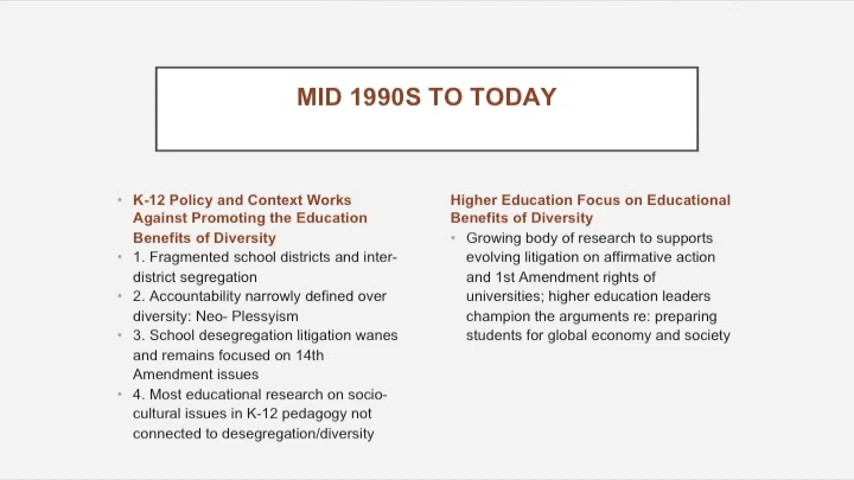 MID 1990S TO TODAY
• K-12 Policy and Context Works
Against Promoting the Education
Benefits of Diversity
• 1. Fragmented school districts and inter-
district segregation
• 2. Accountability narrowly defined over
diversity: Neo- Plessyism
• 3. School desegregation litigation wanes
and remains focused on 14th
Amendment issues
• 4. Most educational research on socio-
cultural issues in K-12 pedagogy not
connected to desegregation/diversity
Higher Education Focus on Educational
Benefits of Diversity
• Growing body of research to supports
evolving litigation on affirmative action
and 1st Amendment rights of
universities; higher education leaders
champion the arguments re: preparing
students for global economy and society